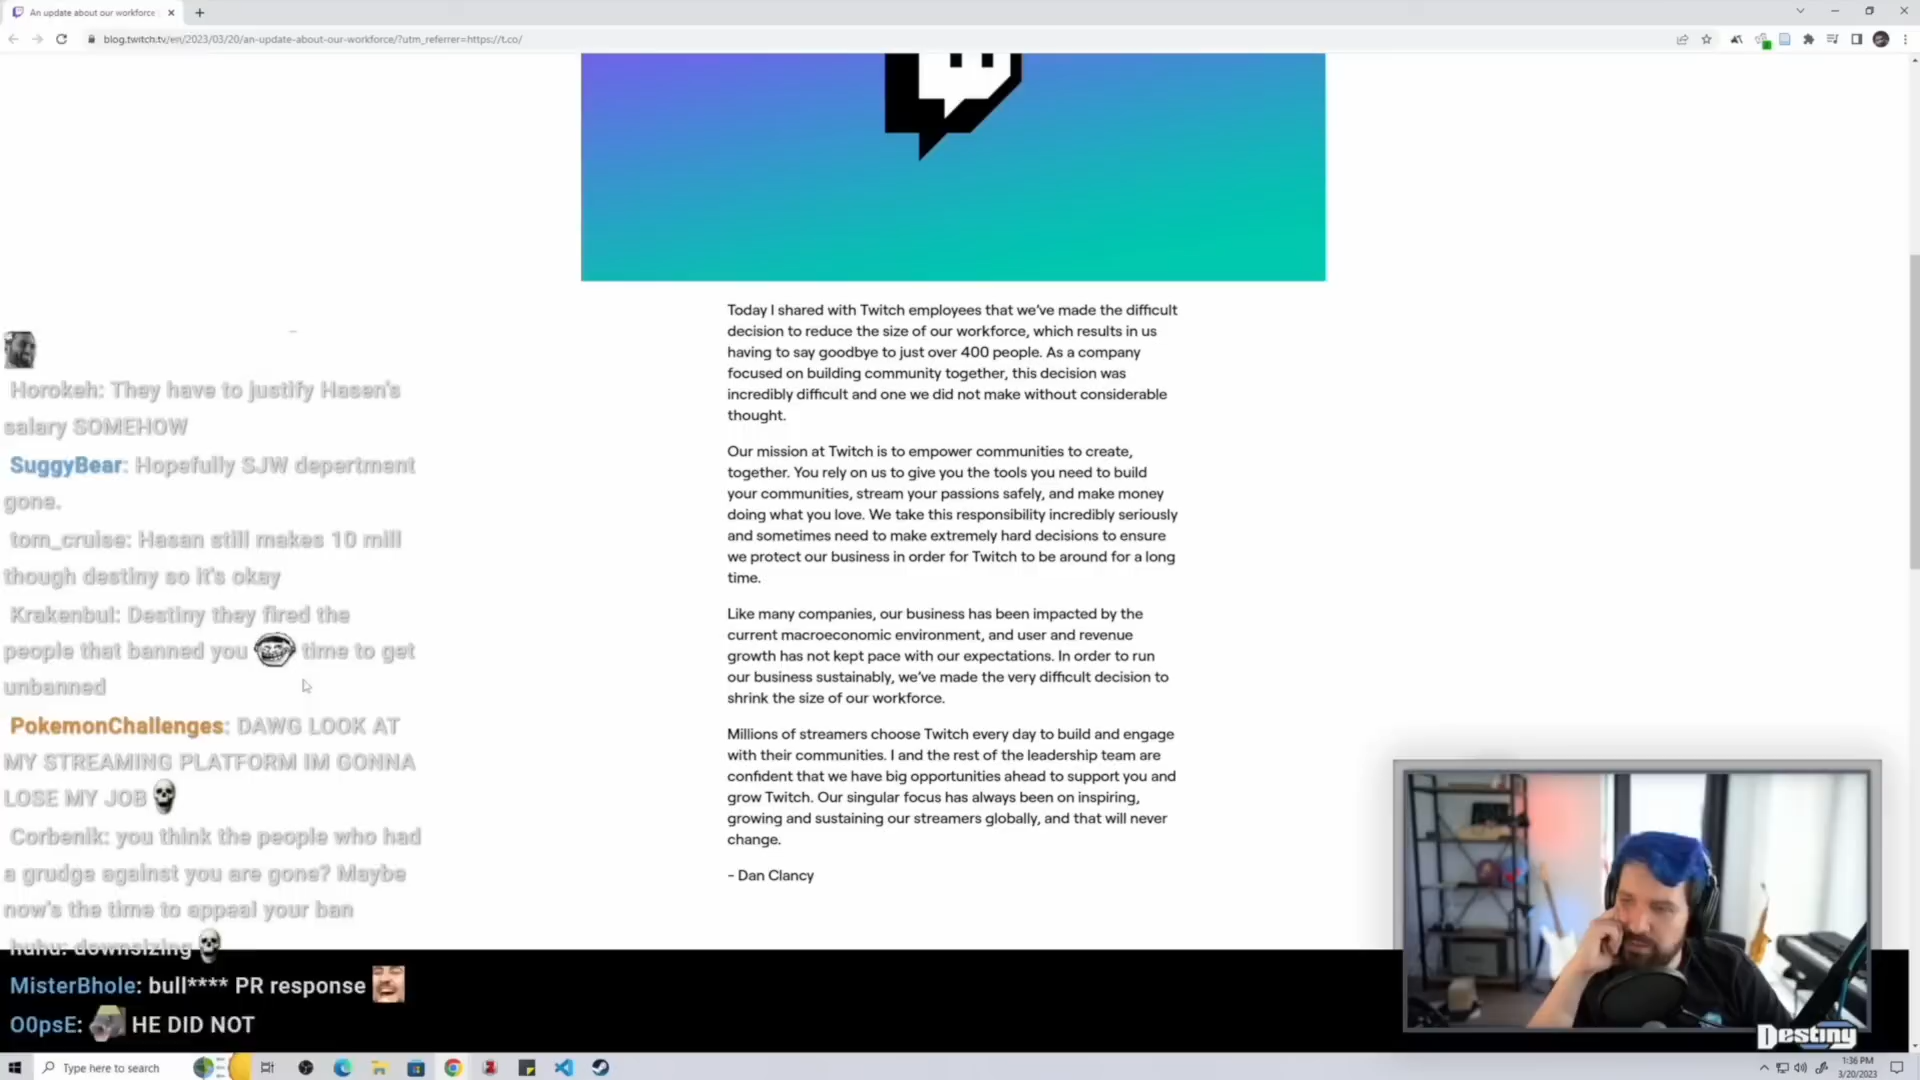 An update about our workforce
blog.twitch.tv/en/2023/03/20/an-update-about-our-workforce/?utm_referrer=https://t.co/
Today I shared with Twitch employees that we've made the difficult
decision to reduce the size of our workforce, which results in us
having to say goodbye to just over 400 people. As a company
focused on building community together, this decision was
incredibly difficult and one we did not make without considerable
thought.
Our mission at Twitch is to empower communities to create,
together. You rely on us to give you the tools you need to build
your communities, stream your passions safely, and make money
doing what you love. We take this responsibility incredibly seriously
and sometimes need to make extremely hard decisions to ensure
we protect our business in order for Twitch to be around for a long
time.
Like many companies, our business has been impacted by the
current macroeconomic environment, and user and revenue
growth has not kept pace with our expectations. In order to run
our business sustainably, we've made the very difficult decision to
shrink the size of our workforce.
Millions of streamers choose Twitch every day to build and engage
with their communities. I and the rest of the leadership team are
confident that we have big opportunities ahead to support you and
grow Twitch. Our singular focus has always been on inspiring,
growing and sustaining our streamers globally, and that will never
change.
- Dan Clancy
Horokeh: They have to justify Hasan's
salary SOMEHOW
SuggyBear: Hopefully SJW department
gone.
tom_cruise: Hasan still makes 10 mill
though destiny so it's okay
Krakenbul: Destiny they fired the
people that banned you time to get
unbanned
PokemonChallenges: DAWG LOOK AT
MY STREAMING PLATFORM IM GONNA
LOSE MY JOB
Corbenik: you think the people who had
a grudge against you are gone? Maybe
now's the time to appeal your ban
huhu: downsizing
MisterBhole: bull**** PR response
O0psE: HE DID NOT
Destiny
Type here to search
1:36 PM
3/20/2023